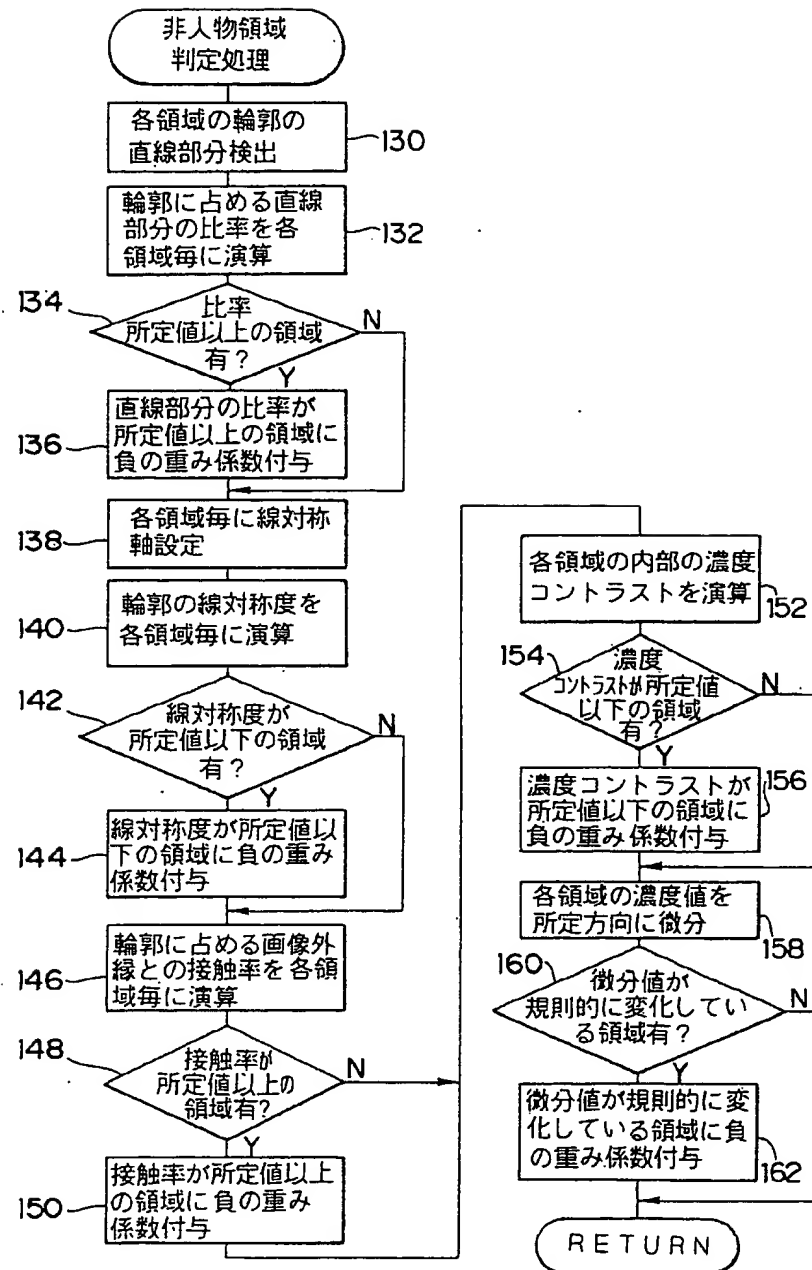 非人物領域
判定処理
各領域の輪郭の
直線部分検出
130
輪郭に占める直線
部分の比率を各
領域毎に演算
132
134
比率
所定値以上の領域
有?
N
Y
直線部分の比率が
所定値以上の領域に
負の重み係数付与
136
各領域毎に線対称
軸設定
138
輪郭の線対称度を
各領域毎に演算
140
142
線対称度が
所定値以下の領域
有?
N
Y
線対称度が所定値以
下の領域に負の重み
係数付与
144
輪郭に占める画像外
縁との接触率を各領
域毎に演算
146
148
接触率が
所定値以上の
領域有?
N
Y
接触率が所定値以上
の領域に負の重み
係数付与
150
各領域の内部の濃度
コントラストを演算
152
154
濃度
コントラストが所定値
以下の領域
有?
N
Y
濃度コントラストが
所定値以下の領域に
負の重み係数付与
156
各領域の濃度値を
所定方向に微分
158
160
微分値が
規則的に変化してい
る領域有?
N
Y
微分値が規則的に変
化している領域に負
の重み係数付与
162
RETURN